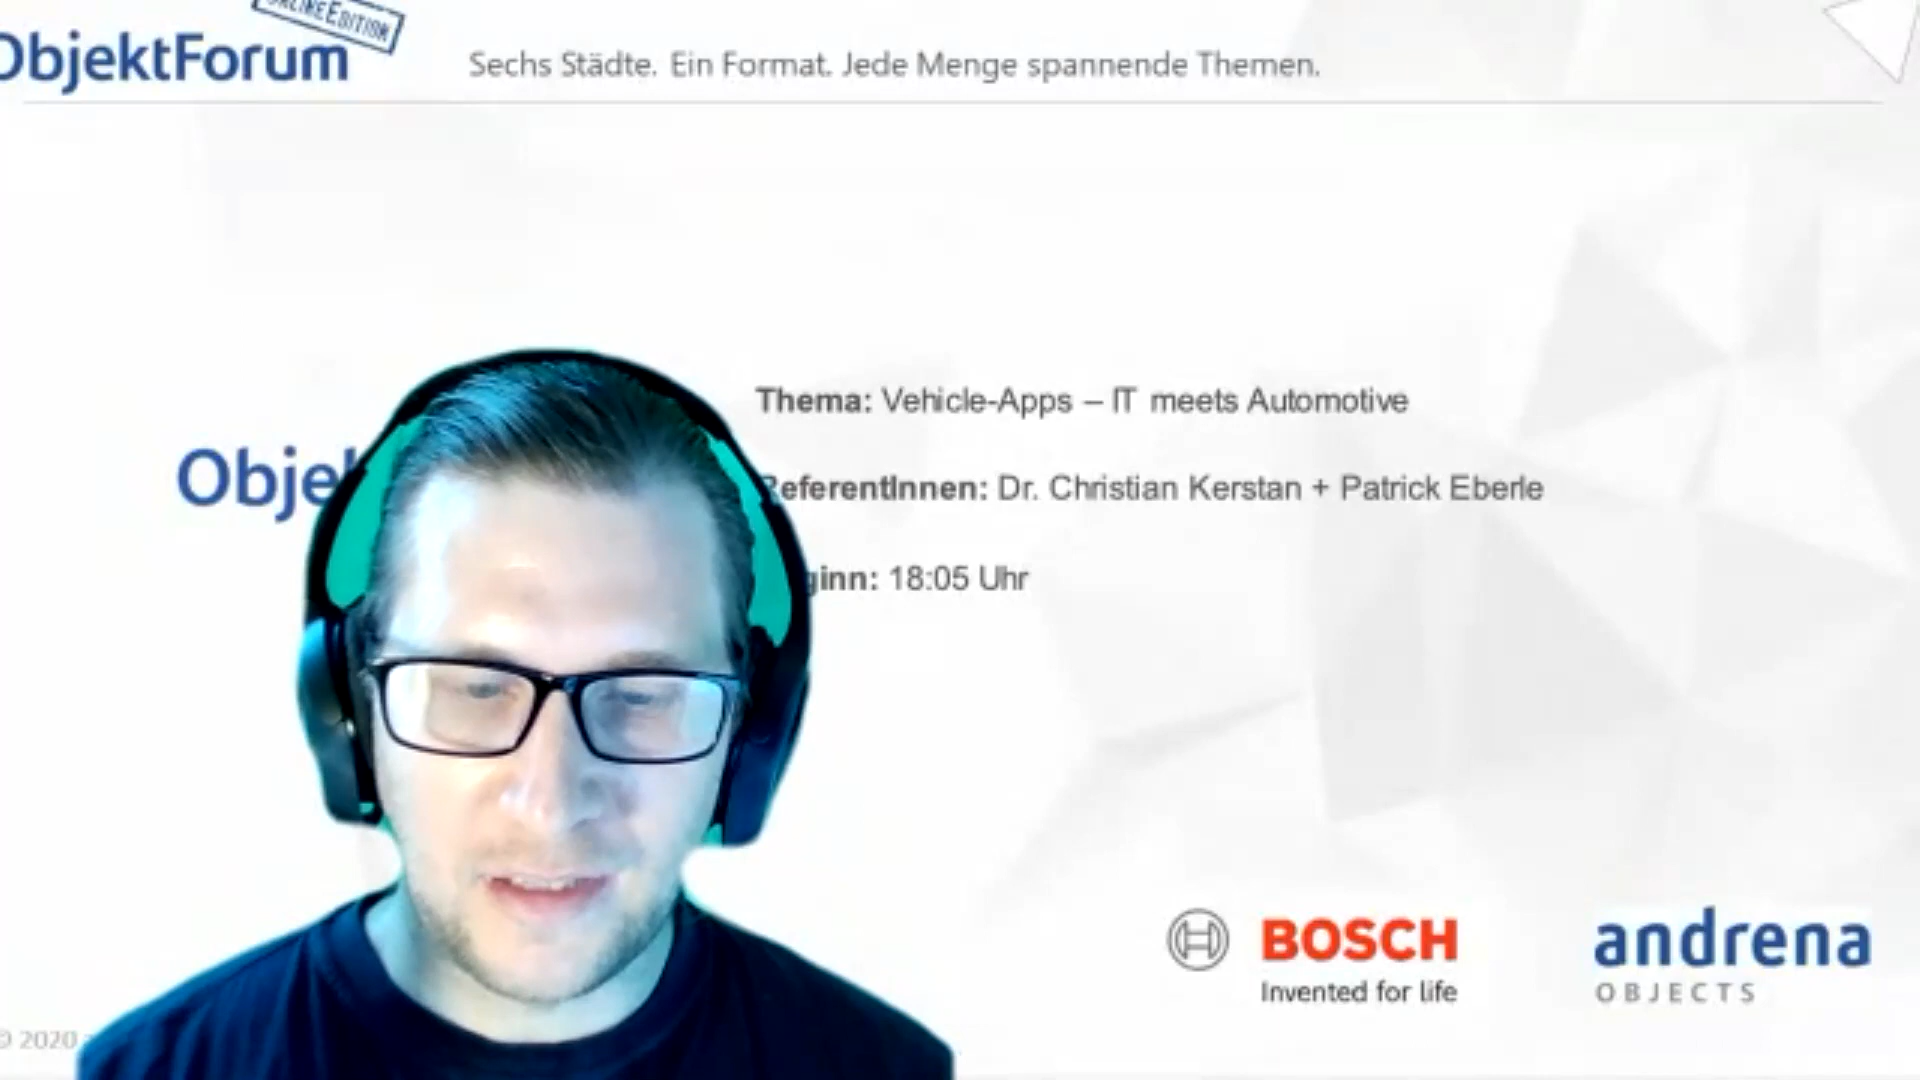 ONLINE EDITION
ObjektForum
Sechs Städte. Ein Format. Jede Menge spannende Themen.
Thema: Vehicle-Apps – IT meets Automotive
Obje
ReferentInnen: Dr. Christian Kerstan + Patrick Eberle
ginn: 18:05 Uhr
BOSCH
Invented for life
andrena
OBJECTS
© 2020